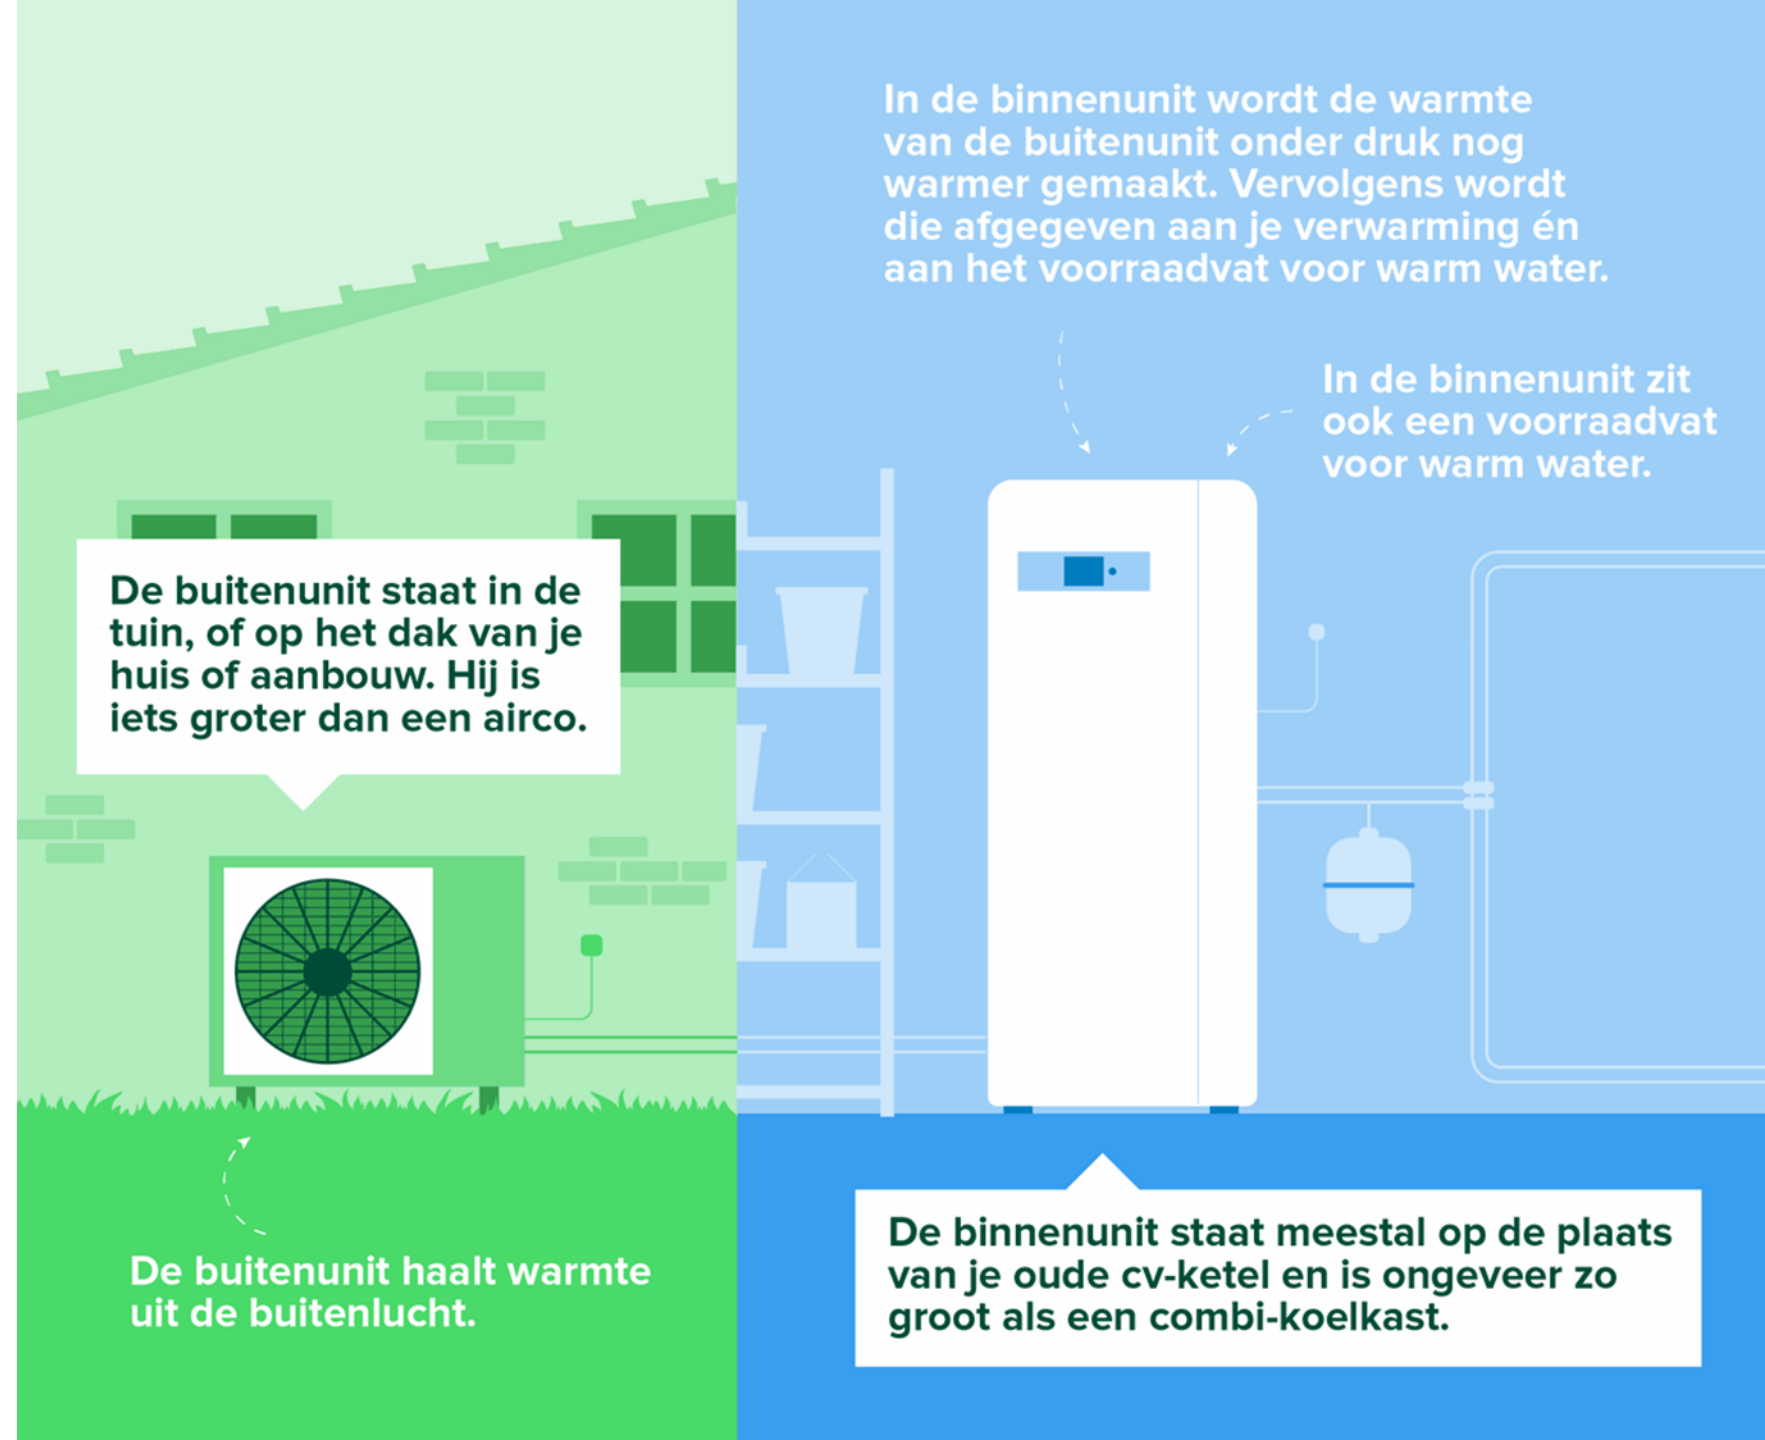 In de binnenunit wordt de warmte
van de buitenunit onder druk nog
warmer gemaakt. Vervolgens wordt
die afgegeven aan je verwarming én
aan het voorraadvat voor warm water.
In de binnenunit zit
ook een voorraadvat
voor warm water.
De buitenunit staat in de
tuin, of op het dak van je
huis of aanbouw. Hij is
iets groter dan een airco.
De buitenunit haalt warmte
uit de buitenlucht.
De binnenunit staat meestal op de plaats
van je oude cv-ketel en is ongeveer zo
groot als een combi-koelkast.